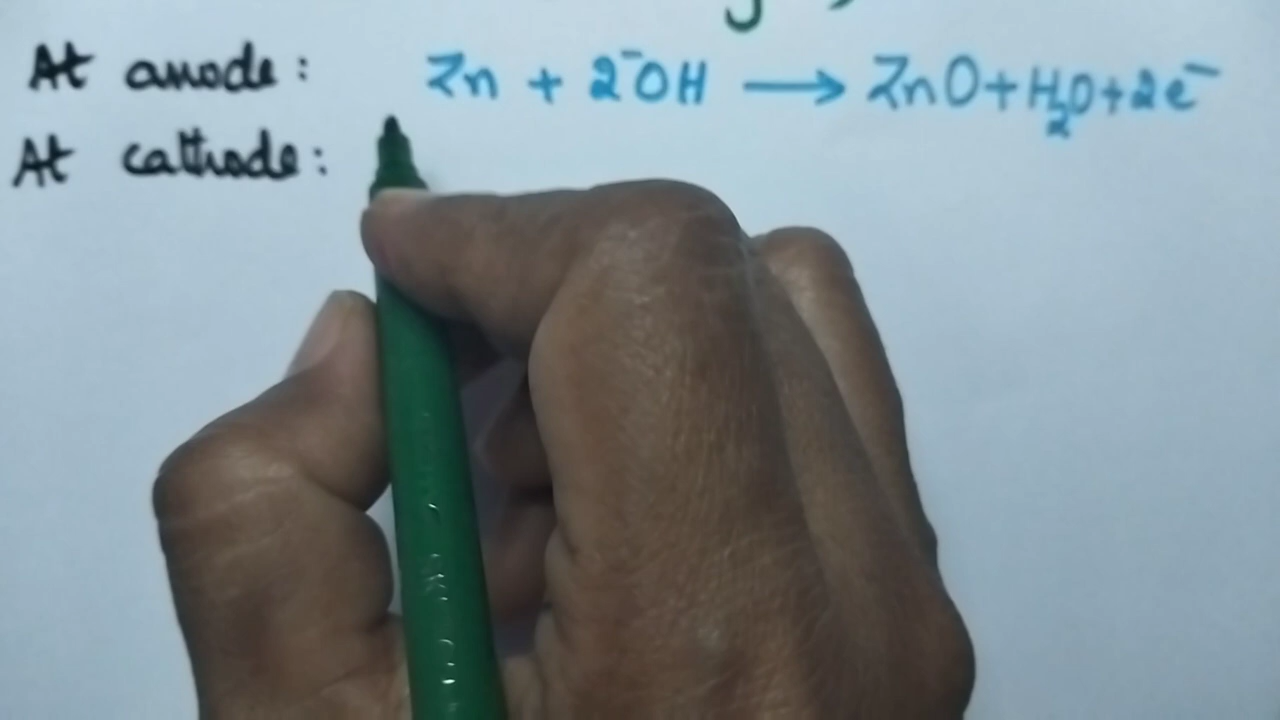 At anode: Zn + 2⁻OH ⟶ ZnO+H₂O+2e⁻
At cathode: